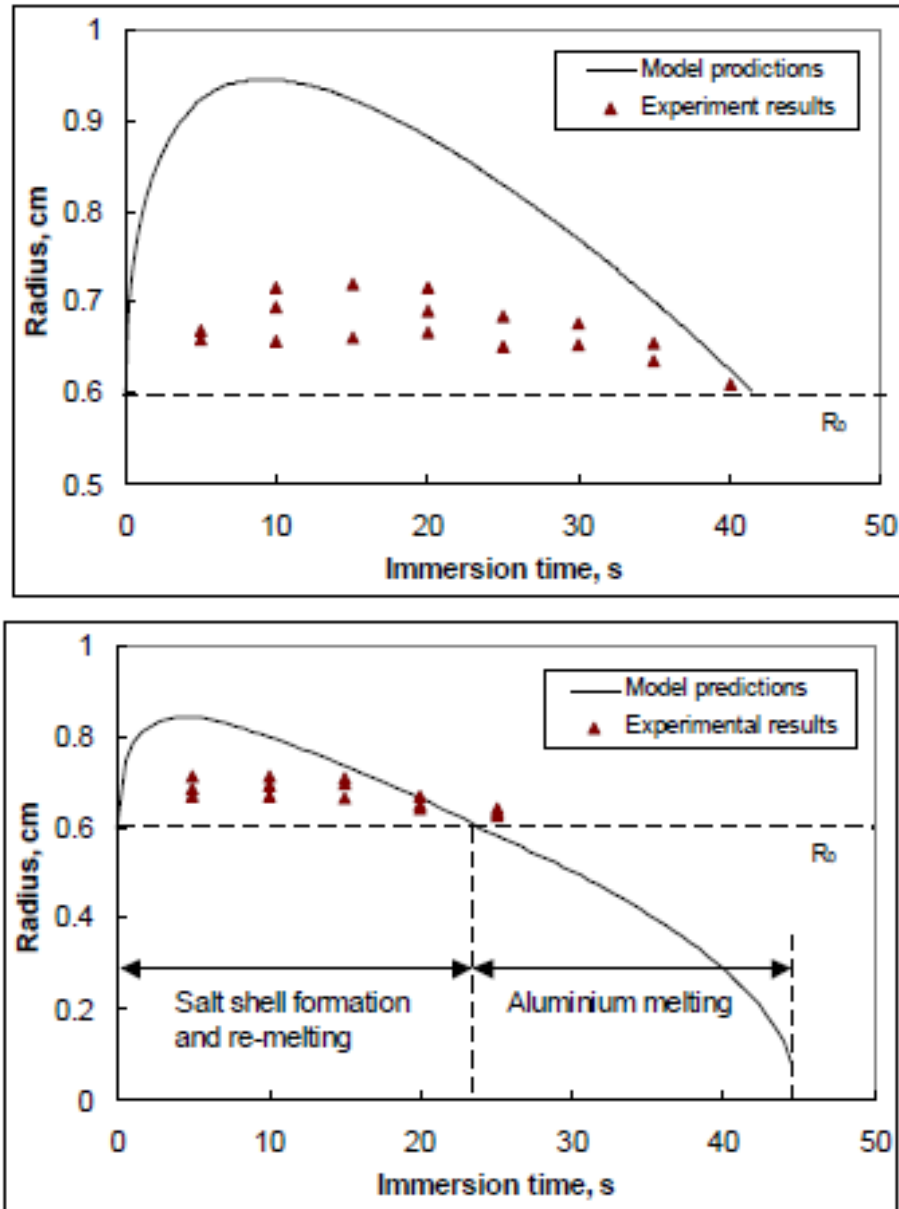 1
0.9
0.8
0.7
0.6
0.5
Radius, cm
Model prodictions
Experiment results
R₀
0 10 20 30 40 50
Immersion time, s
1
0.8
0.6
0.4
0.2
0
Radius, cm
Model predictions
Experimental results
R₀
Salt shell formation
and re-melting
Aluminium melting
0 10 20 30 40 50
Immersion time, s